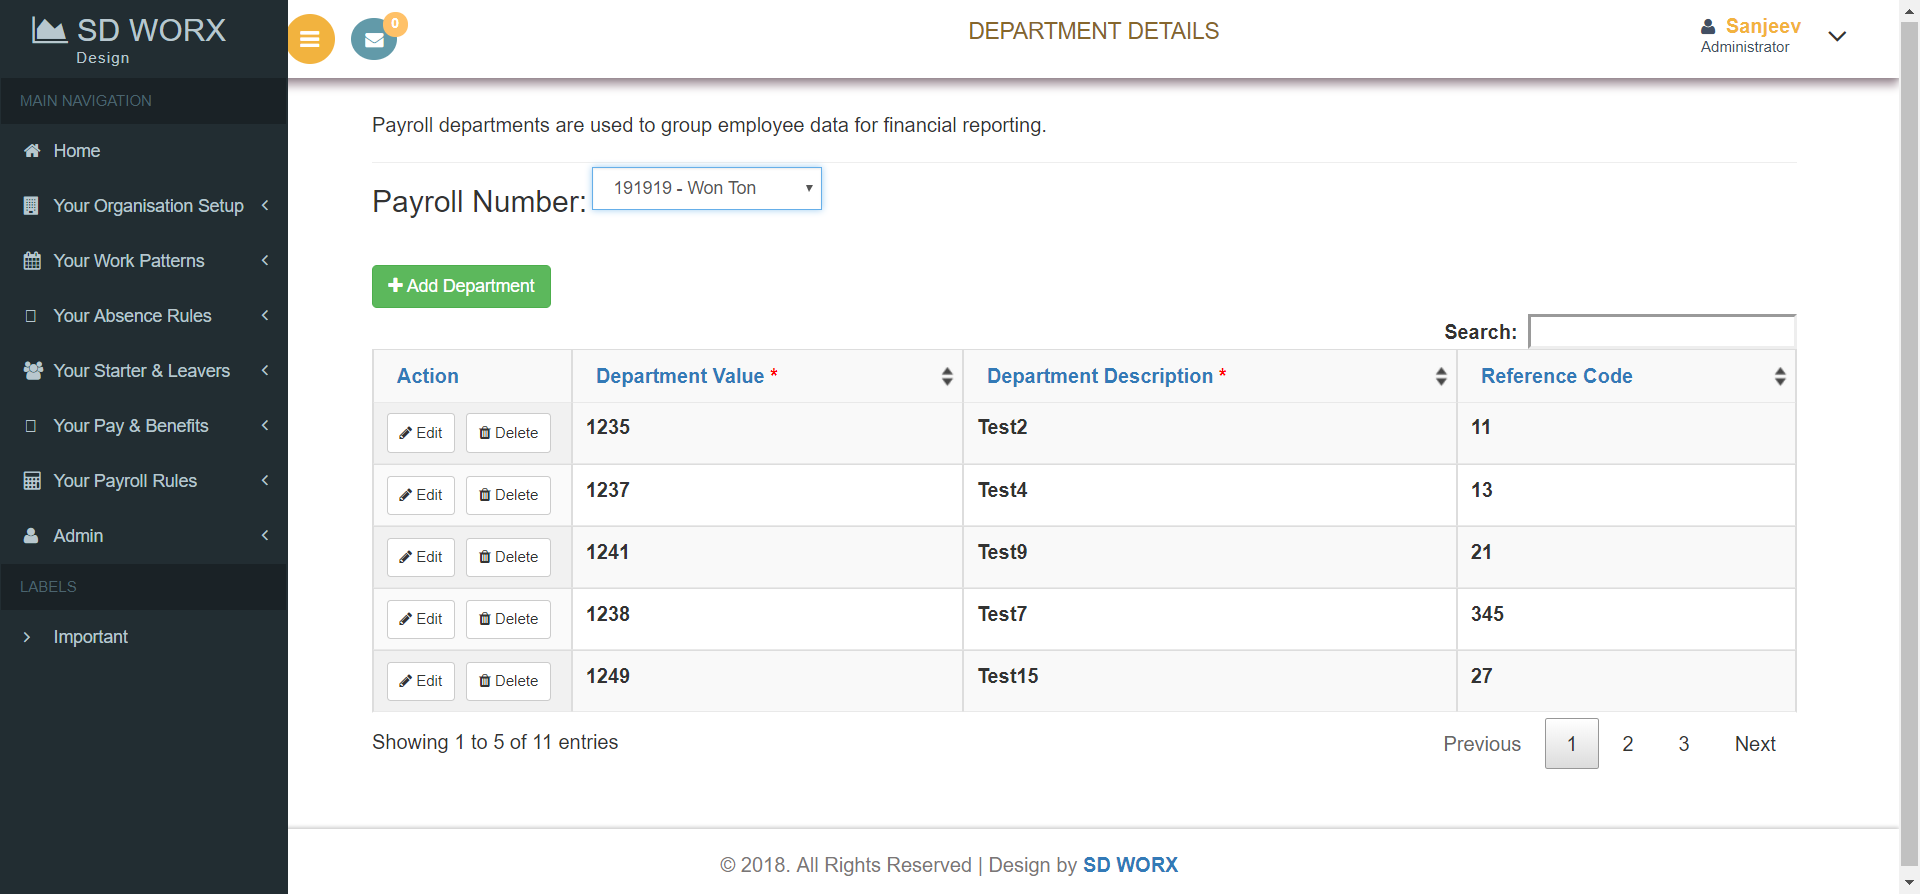 SD WORX
Design
0
DEPARTMENT DETAILS
Sanjeev
Administrator
MAIN NAVIGATION
Home
Your Organisation Setup
Your Work Patterns
Your Absence Rules
Your Starter & Leavers
Your Pay & Benefits
Your Payroll Rules
Admin
LABELS
Important
Payroll departments are used to group employee data for financial reporting.
Payroll Number: 191919 - Won Ton
Add Department
Search:
Action Department Value * Department Description * Reference Code
Edit Delete 1235 Test2 11
Edit Delete 1237 Test4 13
Edit Delete 1241 Test9 21
Edit Delete 1238 Test7 345
Edit Delete 1249 Test15 27
Showing 1 to 5 of 11 entries
Previous 1 2 3 Next
© 2018. All Rights Reserved | Design by SD WORX